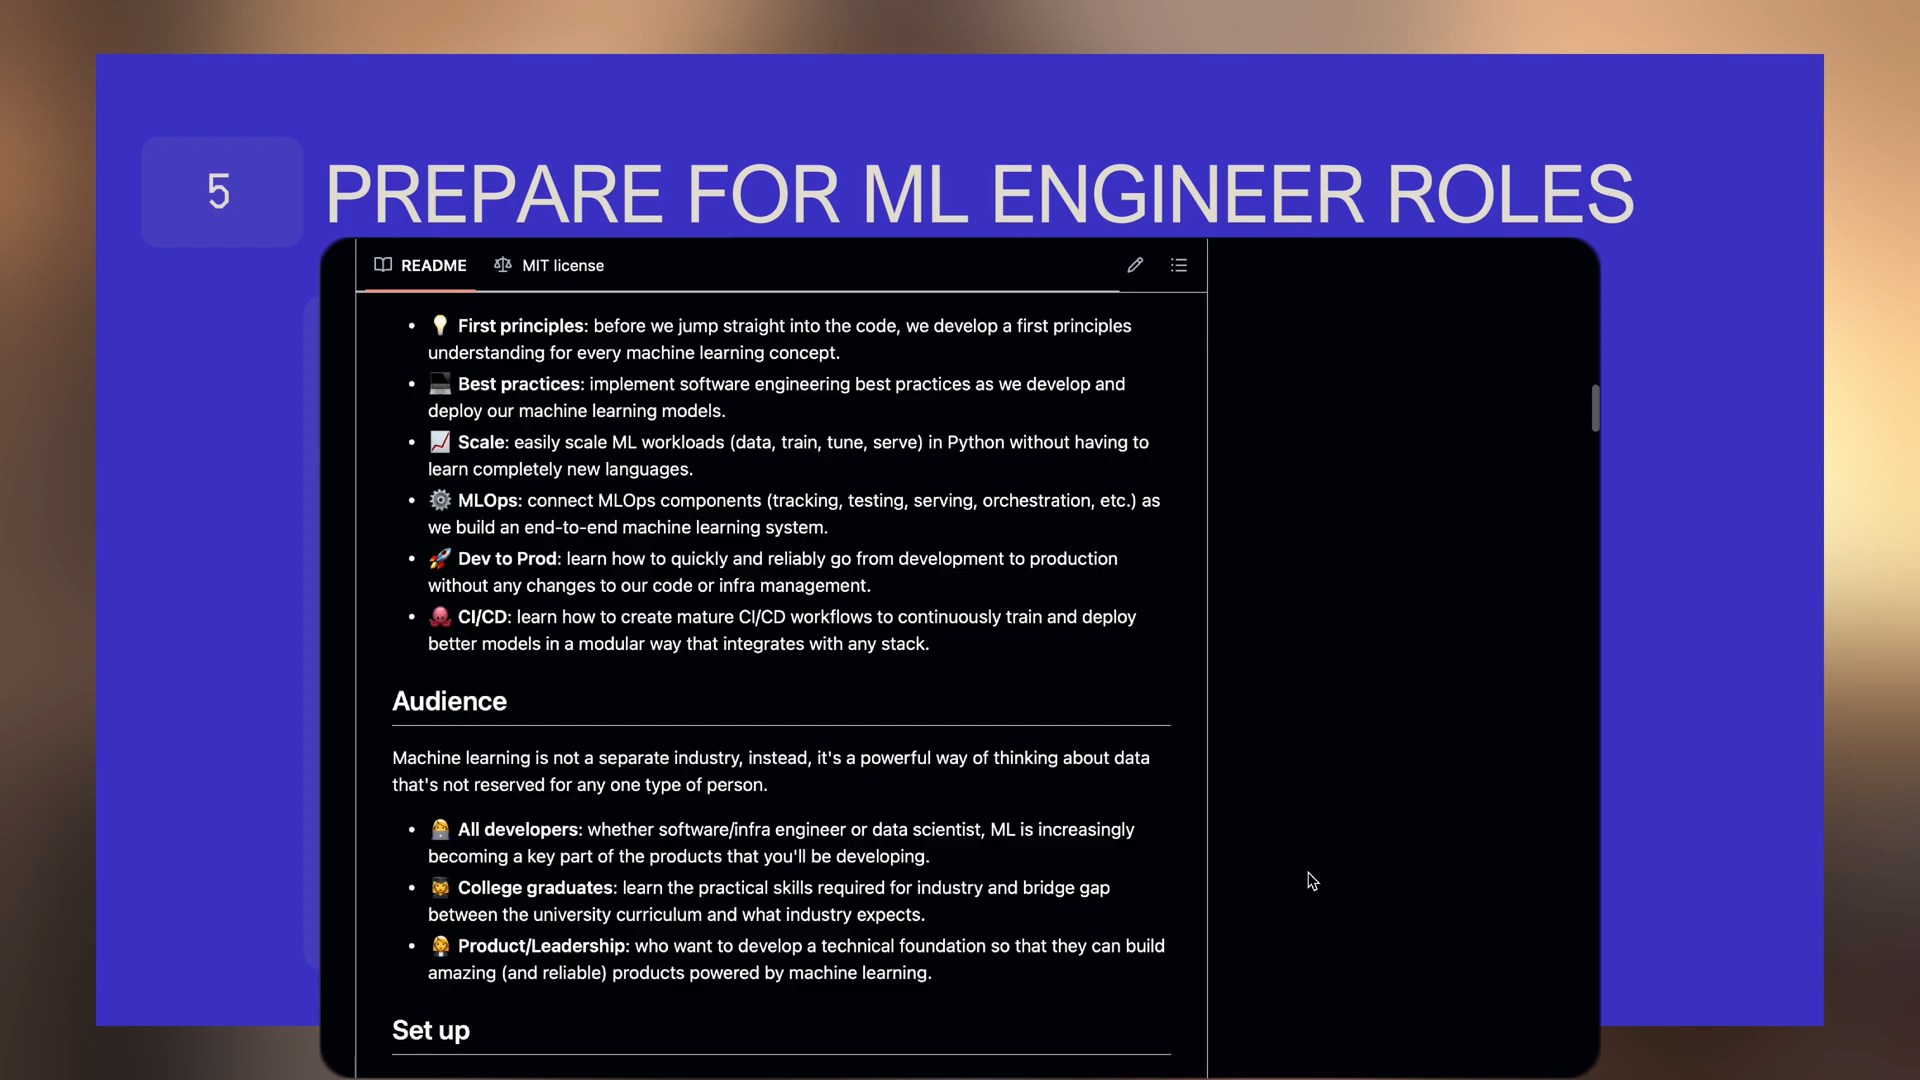 5
PREPARE FOR ML ENGINEER ROLES
README
MIT license
• 💡 First principles: before we jump straight into the code, we develop a first principles
understanding for every machine learning concept.
• 💻 Best practices: implement software engineering best practices as we develop and
deploy our machine learning models.
• 📈 Scale: easily scale ML workloads (data, train, tune, serve) in Python without having to
learn completely new languages.
• ⚙️ MLOps: connect MLOps components (tracking, testing, serving, orchestration, etc.) as
we build an end-to-end machine learning system.
• 🚀 Dev to Prod: learn how to quickly and reliably go from development to production
without any changes to our code or infra management.
• 🐙 CI/CD: learn how to create mature CI/CD workflows to continuously train and deploy
better models in a modular way that integrates with any stack.
Audience
Machine learning is not a separate industry, instead, it's a powerful way of thinking about data
that's not reserved for any one type of person.
• 👩‍💻 All developers: whether software/infra engineer or data scientist, ML is increasingly
becoming a key part of the products that you'll be developing.
• 👩‍🎓 College graduates: learn the practical skills required for industry and bridge gap
between the university curriculum and what industry expects.
• 👩‍💼 Product/Leadership: who want to develop a technical foundation so that they can build
amazing (and reliable) products powered by machine learning.
Set up